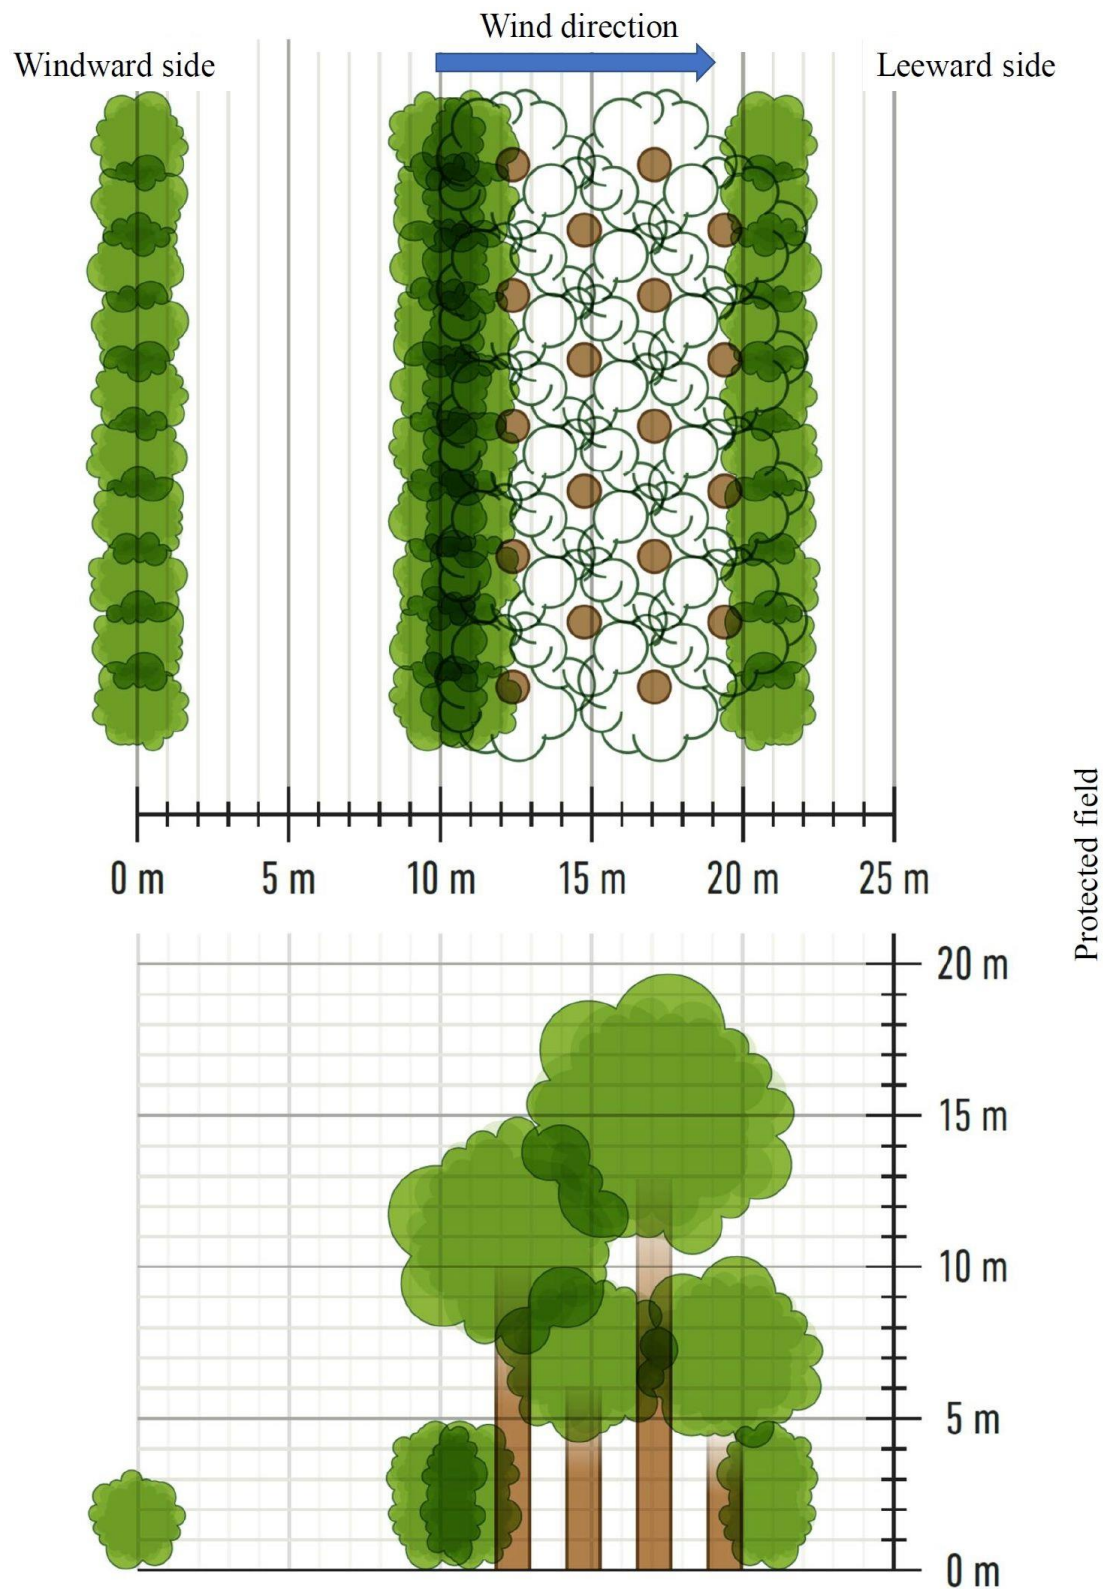 Wind direction
Windward side
Leeward side
0 m 5 m 10 m 15 m 20 m 25 m
Protected field
20 m
15 m
10 m
5 m
0 m